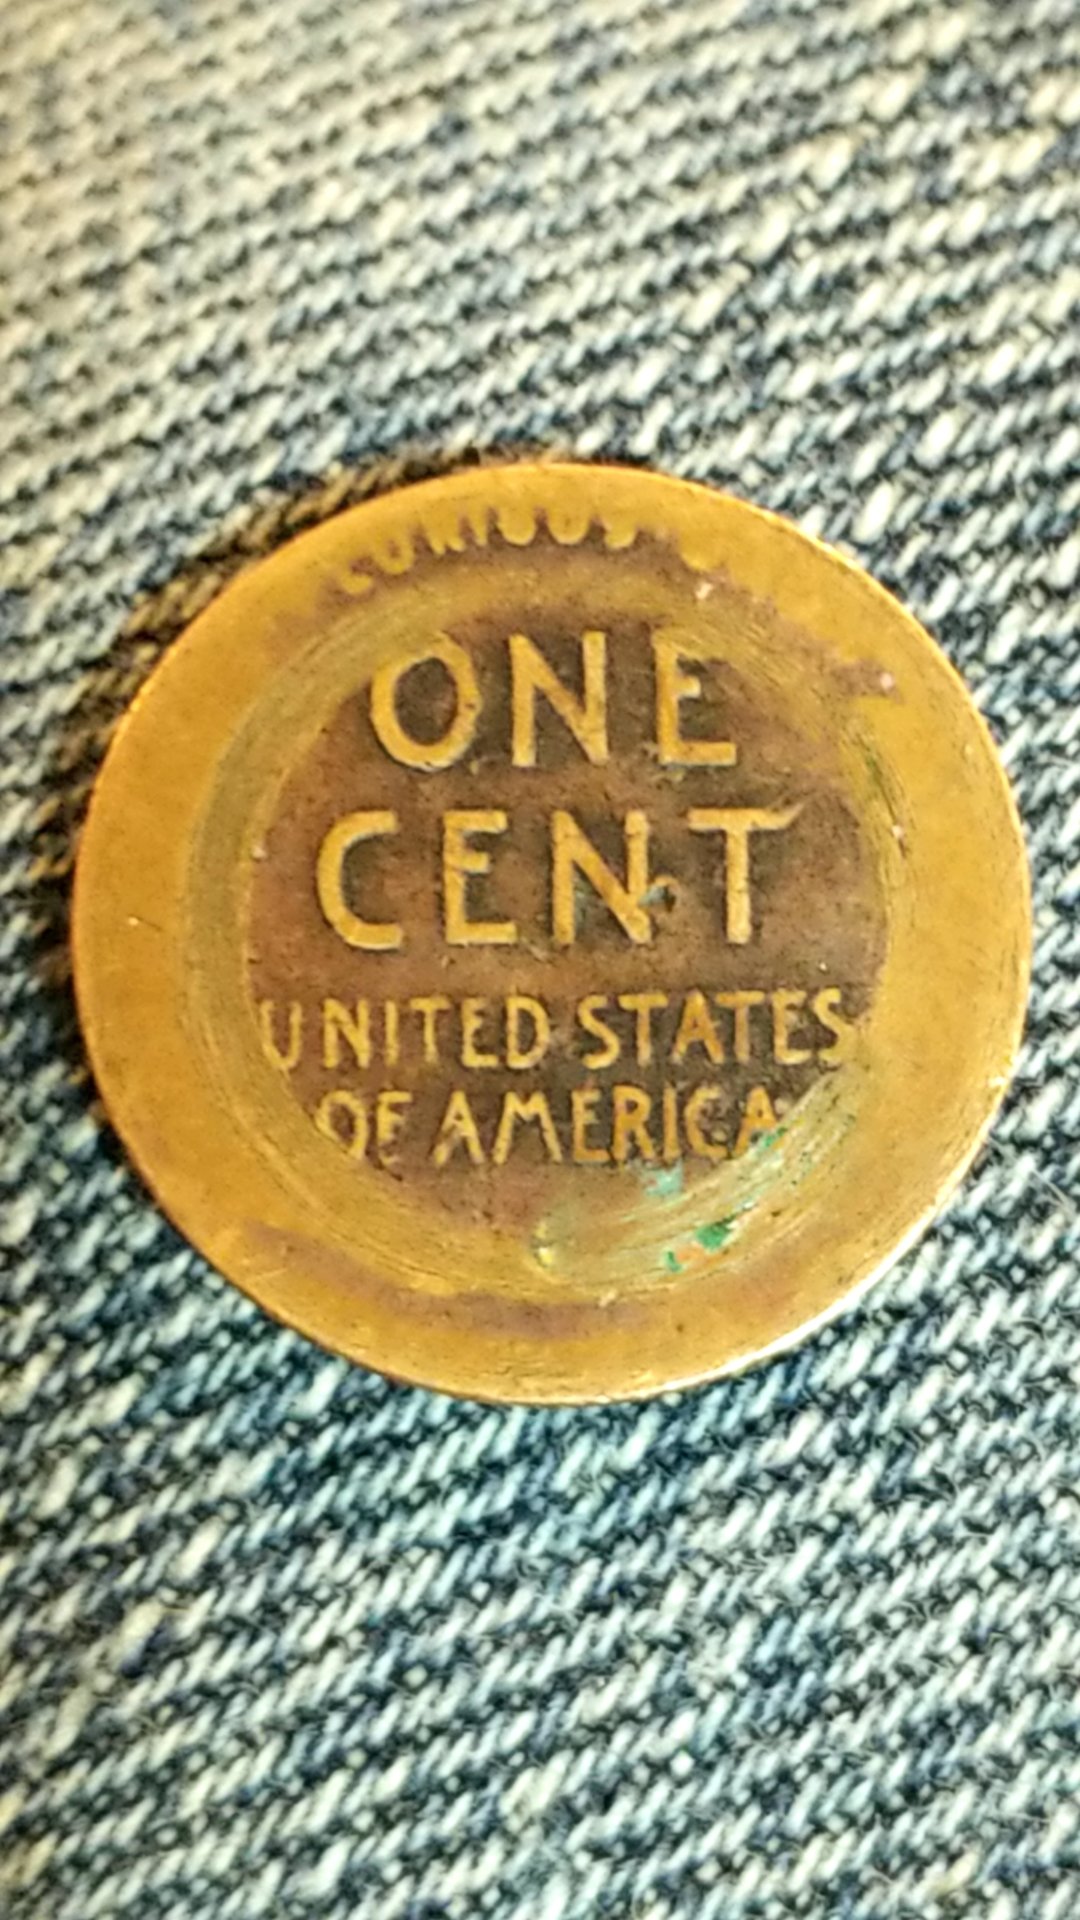 ONE
CENT
UNITED STATES
OF AMERICA